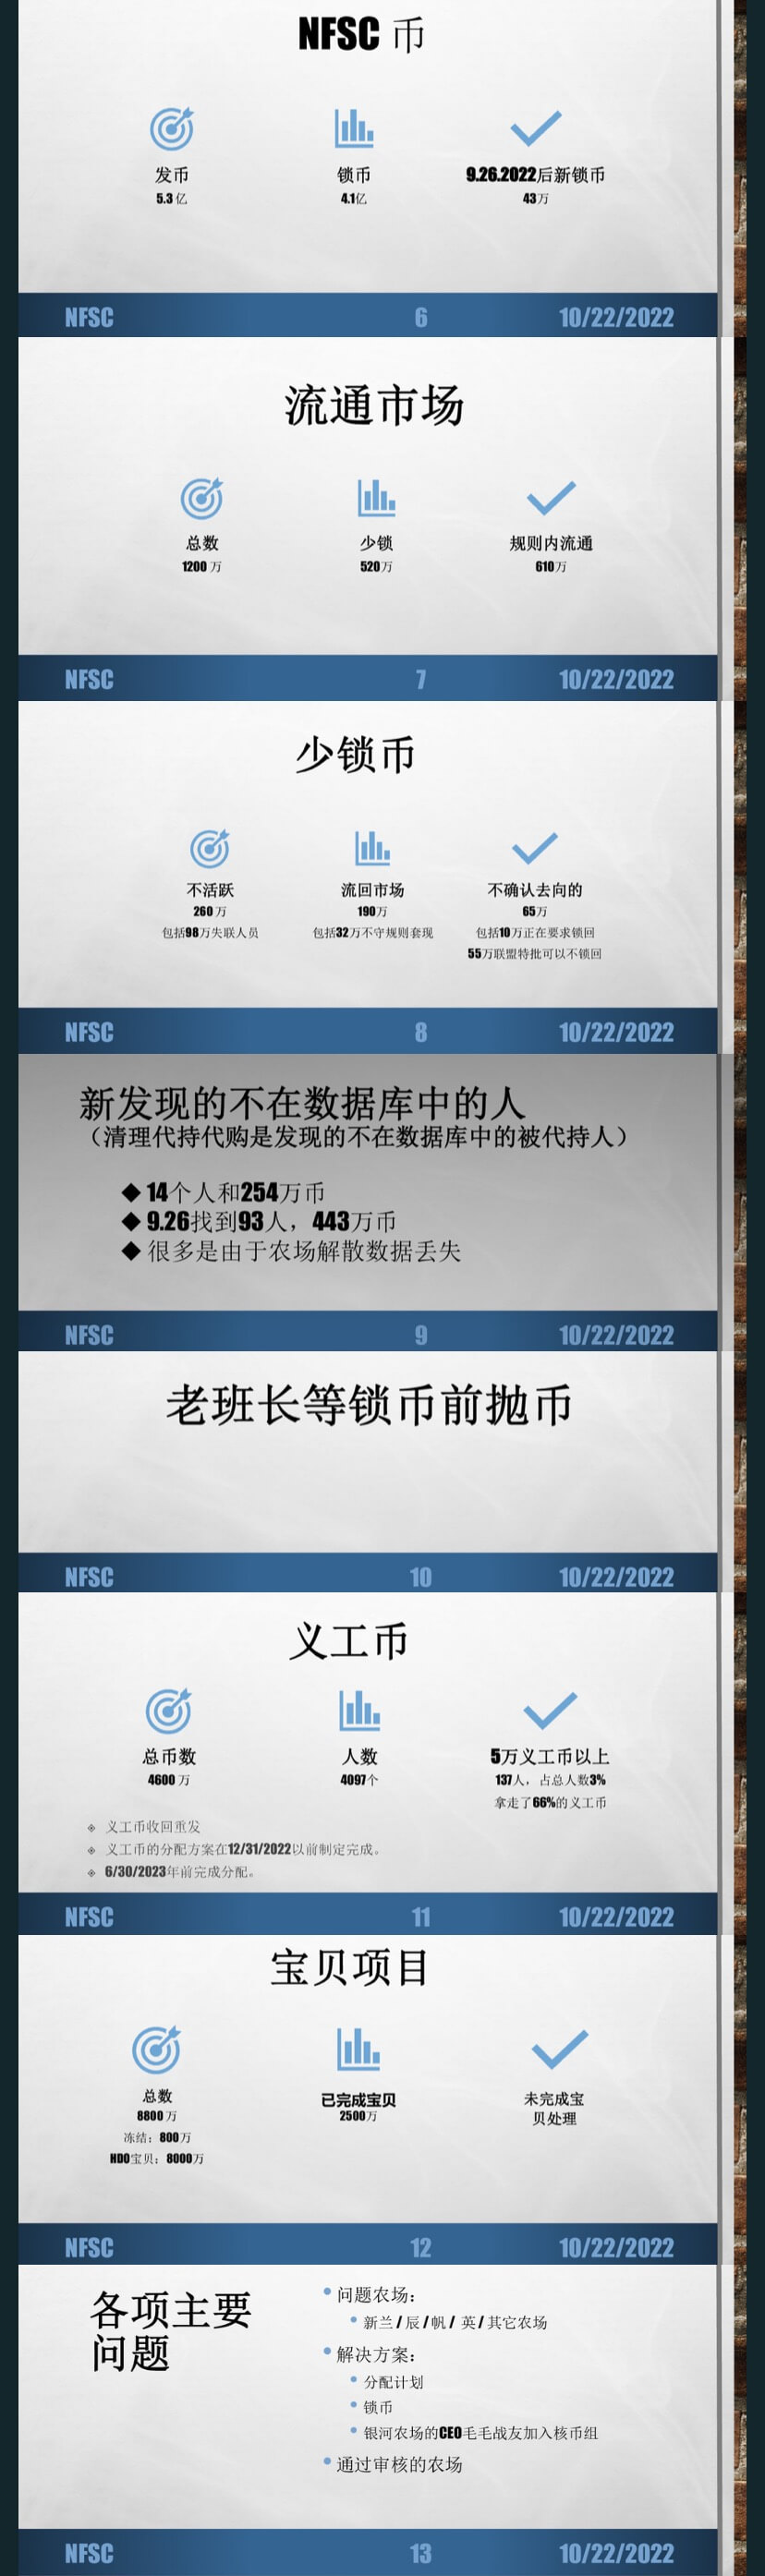 NFSC 币
发币
5.3 亿
锁币
4.1亿
9.26.2022后新锁币
43万
NFSC 6 10/22/2022
流通市场
总数
1200 万
少锁
520万
规则内流通
610万
NFSC 7 10/22/2022
少锁币
不活跃
260 万
包括98万失联人员
流回市场
190万
包括32万不守规则套现
不确认去向的
65万
包括10万正在要求锁回
55万联盟特批可以不锁回
NFSC 8 10/22/2022
新发现的不在数据库中的人
（清理代持代购是发现的不在数据库中的被代持人）
◆ 14个人和254万币
◆ 9.26找到93人，443万币
◆ 很多是由于农场解散数据丢失
NFSC 9 10/22/2022
老班长等锁币前抛币
NFSC 10 10/22/2022
义工币
总币数
4600 万
人数
4097个
5万义工币以上
137人，占总人数3%
拿走了66%的义工币
义工币收回重发
义工币的分配方案在12/31/2022以前制定完成。
6/30/2023年前完成分配。
NFSC 11 10/22/2022
宝贝项目
总数
8800 万
冻结：800万
HDO宝贝：8000万
已完成宝贝
2500万
未完成宝
贝处理
NFSC 12 10/22/2022
各项主要
问题
• 问题农场：
• 新兰 / 辰 / 帆 / 英 / 其它农场
• 解决方案：
• 分配计划
• 锁币
• 银河农场的CEO毛毛战友加入核币组
• 通过审核的农场
NFSC 13 10/22/2022